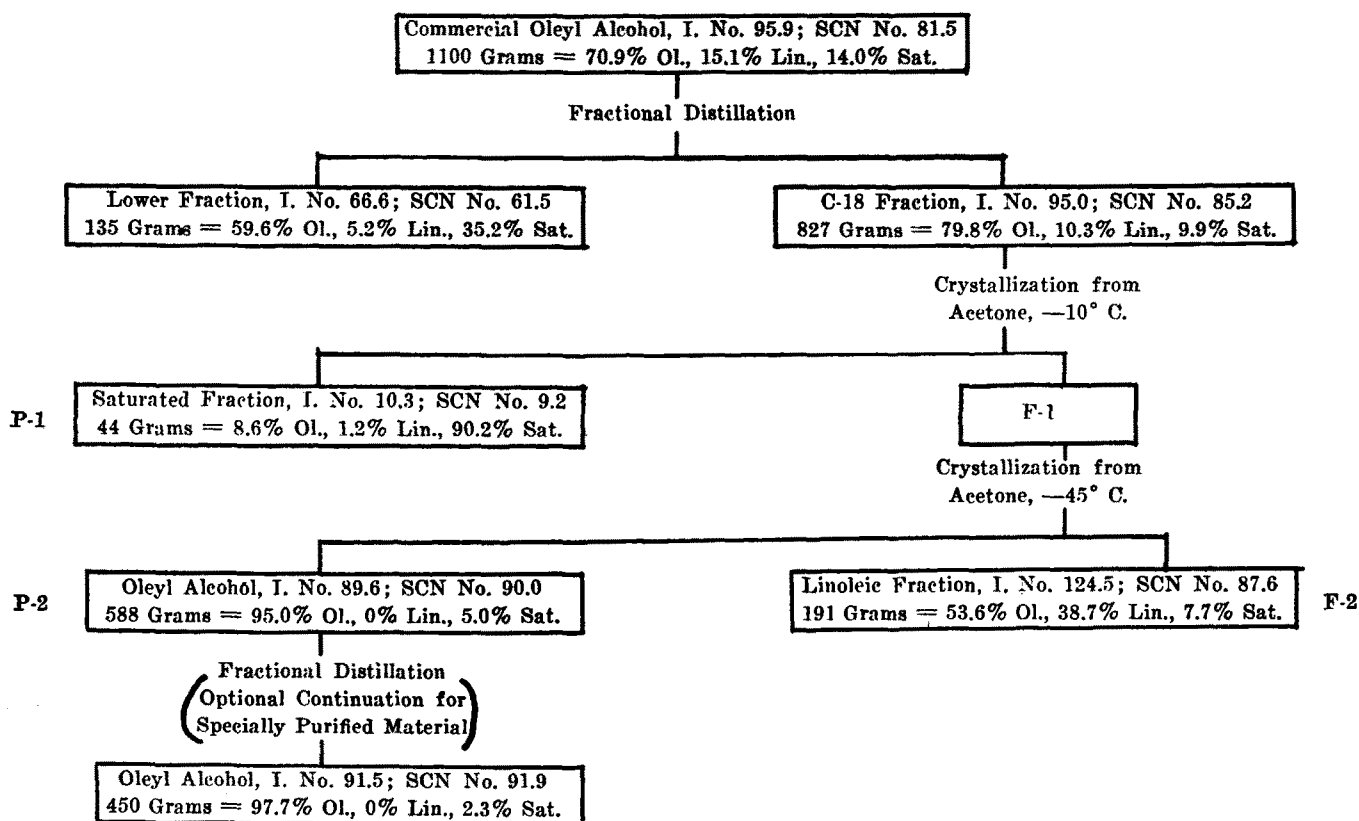 Commercial Oleyl Alcohol, I. No. 95.9; SCN No. 81.5
1100 Grams = 70.9% Ol., 15.1% Lin., 14.0% Sat.
Fractional Distillation
Lower Fraction, I. No. 66.6; SCN No. 61.5
135 Grams = 59.6% Ol., 5.2% Lin., 35.2% Sat.
C-18 Fraction, I. No. 95.0; SCN No. 85.2
827 Grams = 79.8% Ol., 10.3% Lin., 9.9% Sat.
Crystallization from
Acetone, —10° C.
P-1
Saturated Fraction, I. No. 10.3; SCN No. 9.2
44 Grams = 8.6% Ol., 1.2% Lin., 90.2% Sat.
F-1
Crystallization from
Acetone, —45° C.
P-2
Oleyl Alcohol, I. No. 89.6; SCN No. 90.0
588 Grams = 95.0% Ol., 0% Lin., 5.0% Sat.
Linoleic Fraction, I. No. 124.5; SCN No. 87.6
191 Grams = 53.6% Ol., 38.7% Lin., 7.7% Sat.
F-2
Fractional Distillation
(Optional Continuation for
Specially Purified Material)
Oleyl Alcohol, I. No. 91.5; SCN No. 91.9
450 Grams = 97.7% Ol., 0% Lin., 2.3% Sat.